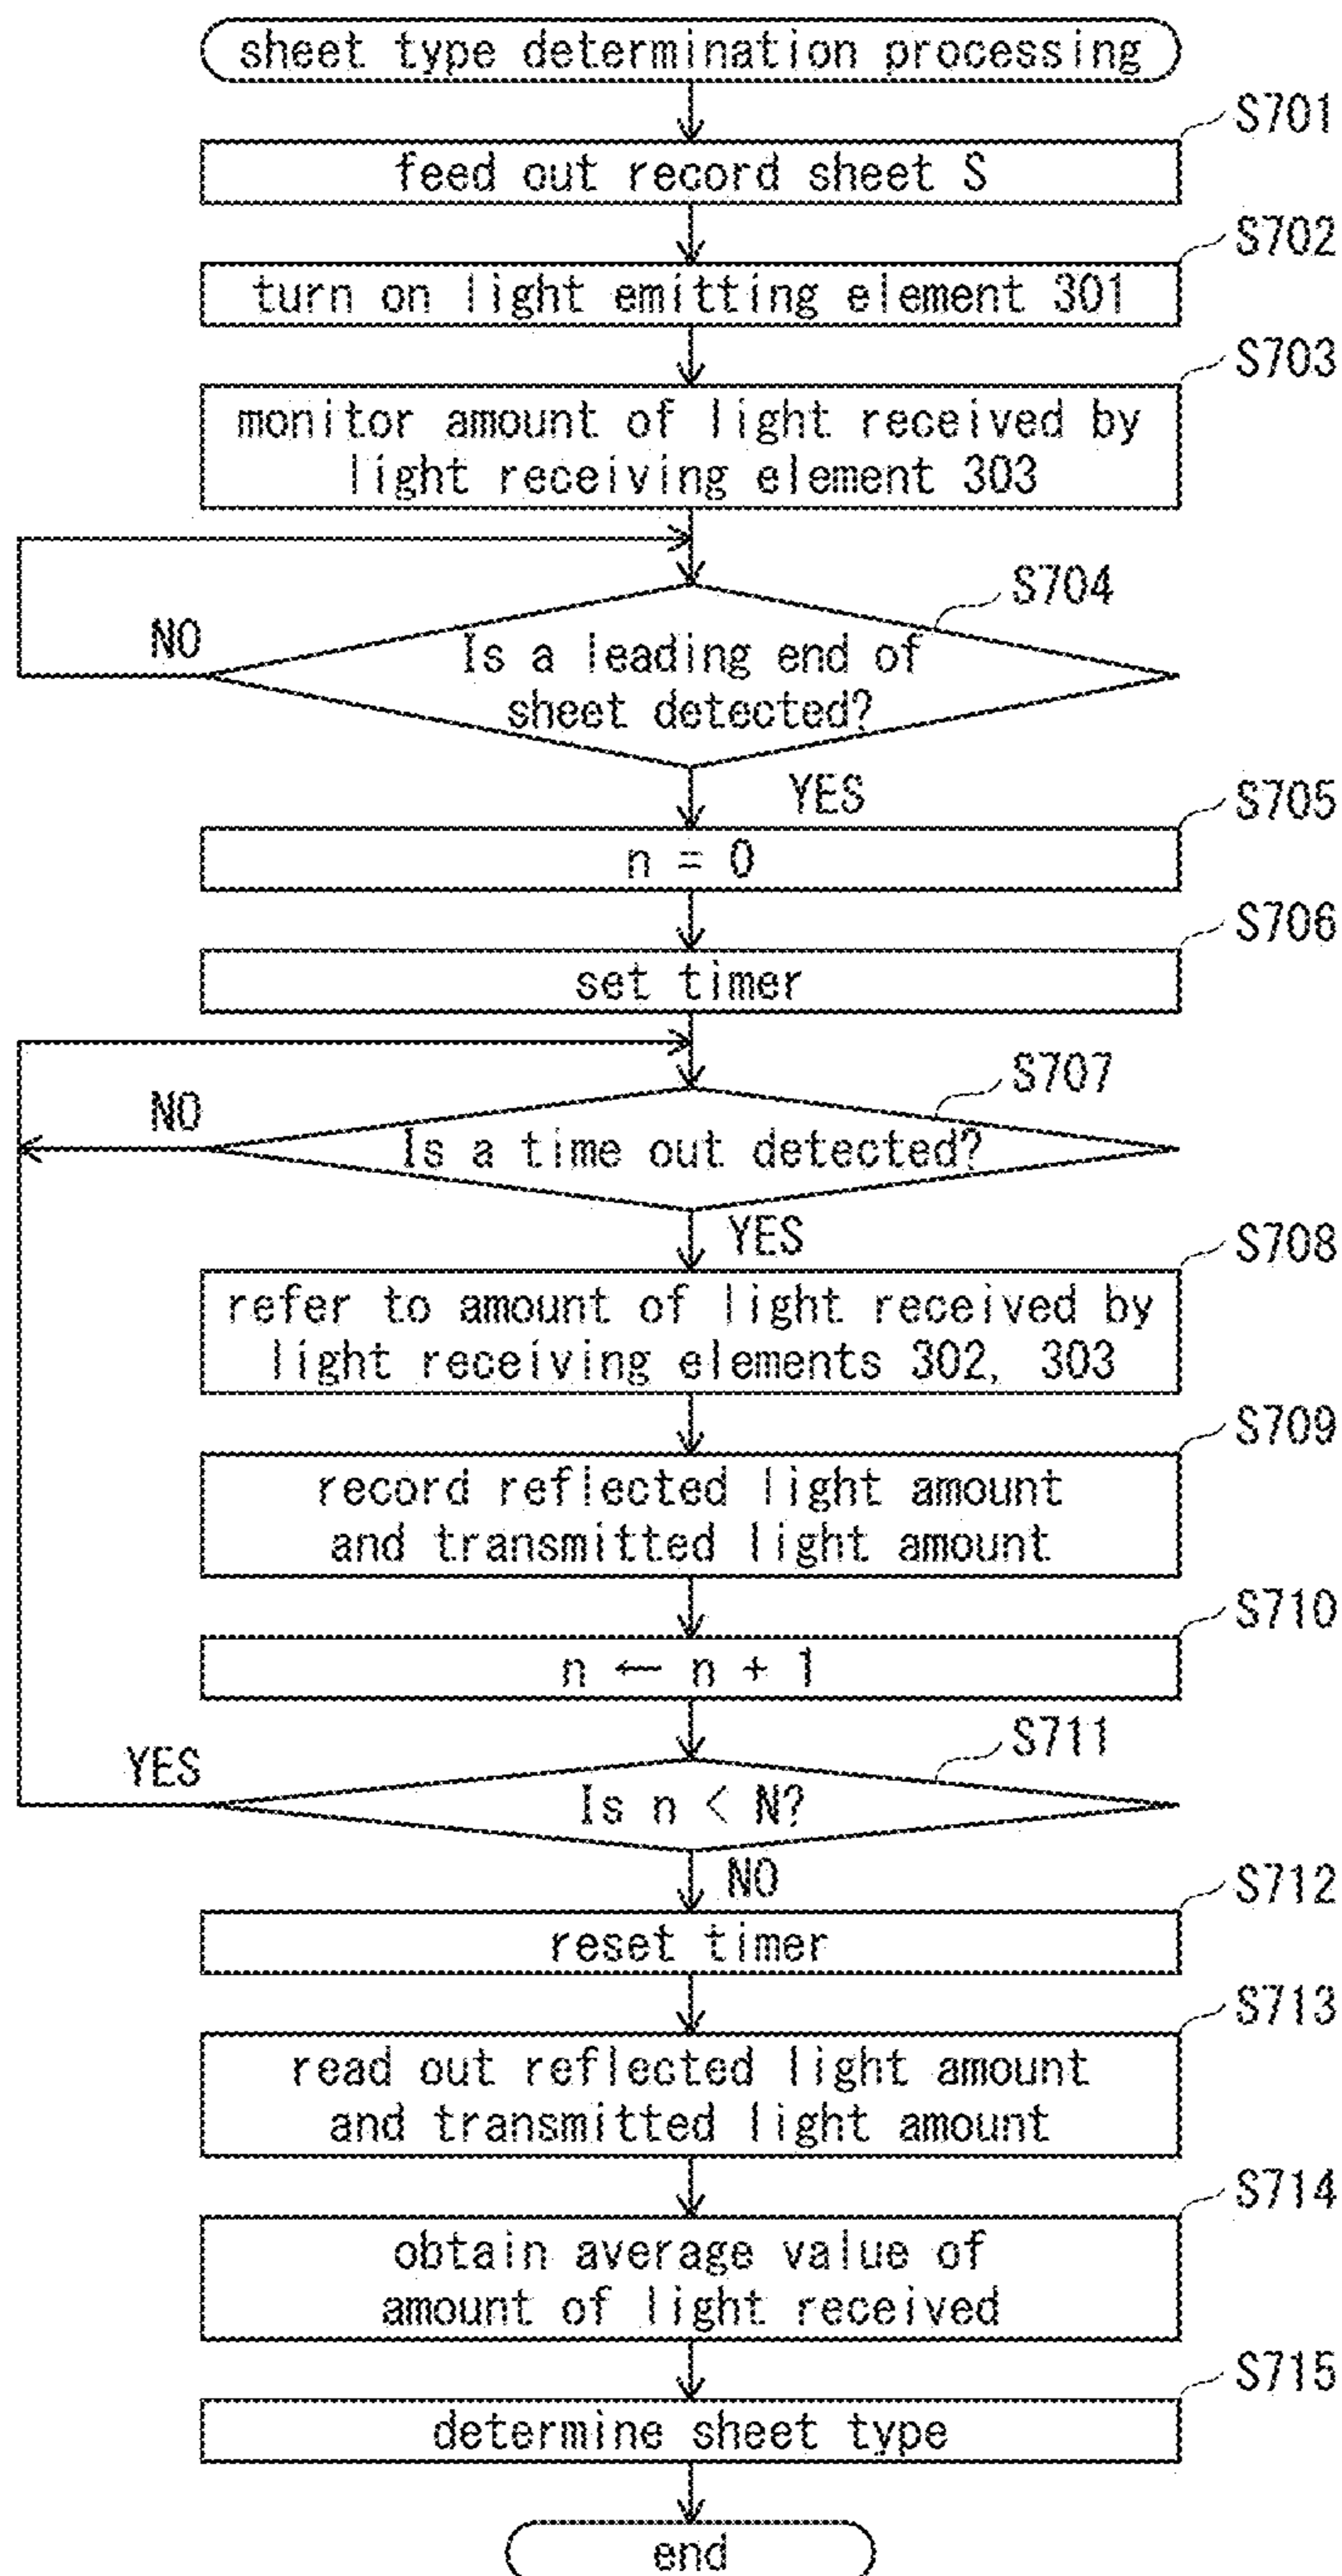 sheet type determination processing
S701
feed out record sheet S
S702
turn on light emitting element 301
S703
monitor amount of light received by
light receiving element 303
S704
NO
Is a leading end of
sheet detected?
YES
S705
n = 0
S706
set timer
S707
NO
Is a time out detected?
YES
S708
refer to amount of light received by
light receiving elements 302, 303
S709
record reflected light amount
and transmitted light amount
S710
n ← n + 1
S711
YES
Is n < N?
NO
S712
reset timer
S713
read out reflected light amount
and transmitted light amount
S714
obtain average value of
amount of light received
S715
determine sheet type
end